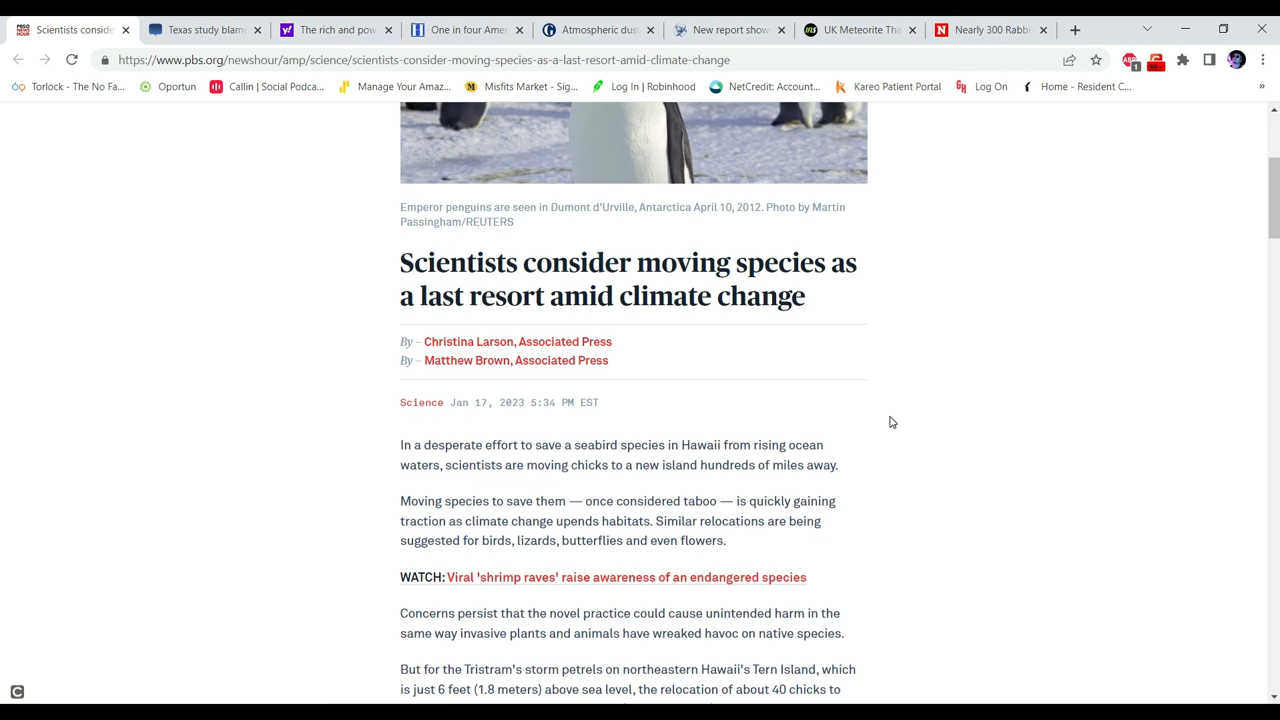 PBS NEWS HOUR Scientists conside
Texas study blam
The rich and pow
One in four Ame
Atmospheric dus
New report show
UK Meteorite Tha
Nearly 300 Rabbi
https://www.pbs.org/newshour/amp/science/scientists-consider-moving-species-as-a-last-resort-amid-climate-change
ABP 1
99+
Torlock - The No Fa...
Oportun
Callin | Social Podca...
Manage Your Amaz...
Misfits Market - Sig...
Log In | Robinhood
NetCredit: Account...
Kareo Patient Portal
Log On
Home - Resident C...
»
Emperor penguins are seen in Dumont d'Urville, Antarctica April 10, 2012. Photo by Martin
Passingham/REUTERS
Scientists consider moving species as
a last resort amid climate change
By – Christina Larson, Associated Press
By – Matthew Brown, Associated Press
Science Jan 17, 2023 5:34 PM EST
In a desperate effort to save a seabird species in Hawaii from rising ocean
waters, scientists are moving chicks to a new island hundreds of miles away.
Moving species to save them — once considered taboo — is quickly gaining
traction as climate change upends habitats. Similar relocations are being
suggested for birds, lizards, butterflies and even flowers.
WATCH: Viral 'shrimp raves' raise awareness of an endangered species
Concerns persist that the novel practice could cause unintended harm in the
same way invasive plants and animals have wreaked havoc on native species.
But for the Tristram's storm petrels on northeastern Hawaii's Tern Island, which
is just 6 feet (1.8 meters) above sea level, the relocation of about 40 chicks to